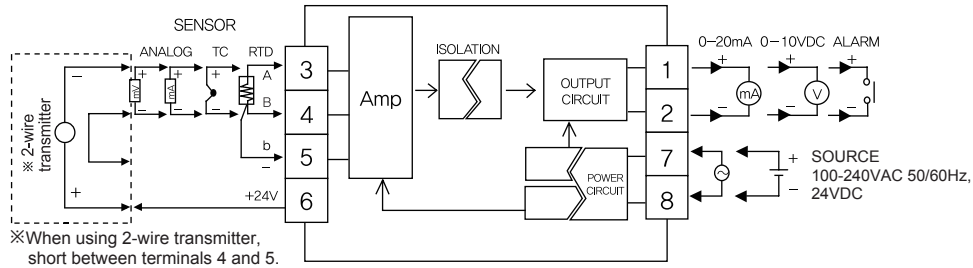 SENSOR
ANALOG TC RTD
+ + + A
mV mA
− − B
b
−
※ 2-wire
transmitter
−
+
+24V
3
4
5
6
Amp
ISOLATION
OUTPUT
CIRCUIT
POWER
CIRCUIT
1
2
7
8
0-20mA 0-10VDC ALARM
+ + +
mA V
− − −
+
−
SOURCE
100-240VAC 50/60Hz,
24VDC
※When using 2-wire transmitter,
short between terminals 4 and 5.